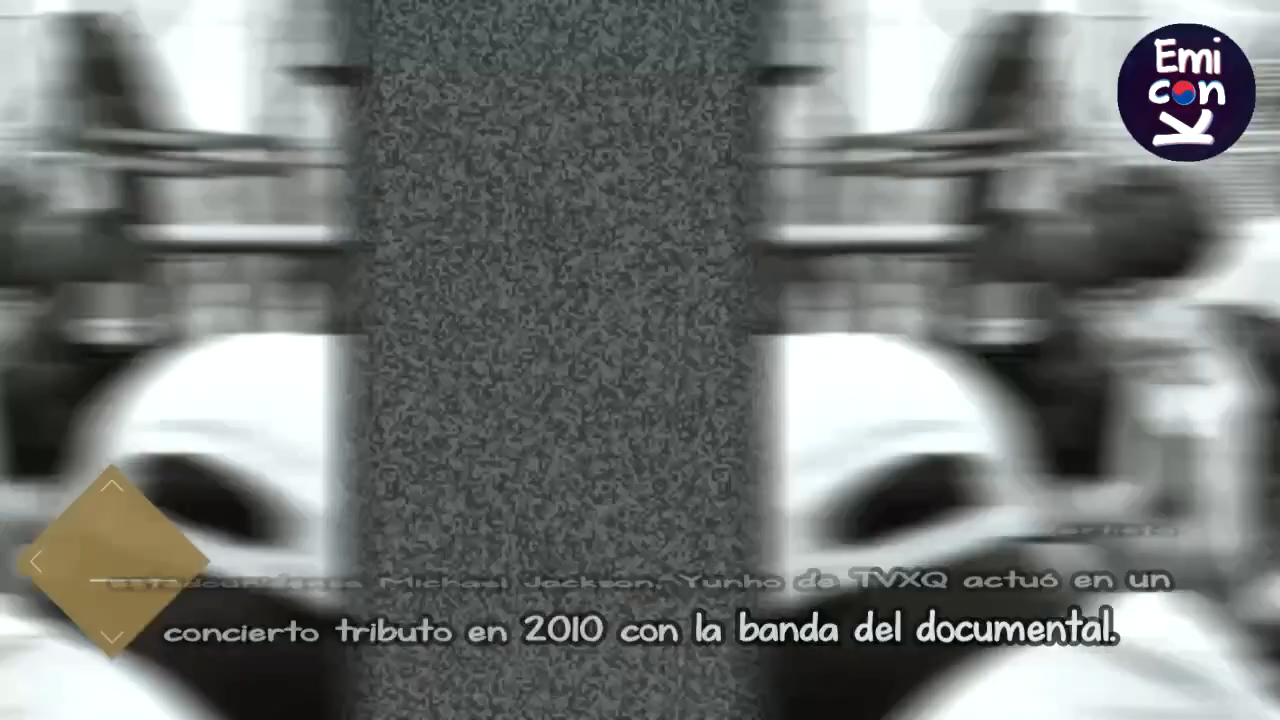 Emi
con
K
artista
Michael Jackson, Yunho de TVXQ actuó en un
concierto tributo en 2010 con la banda del documental.